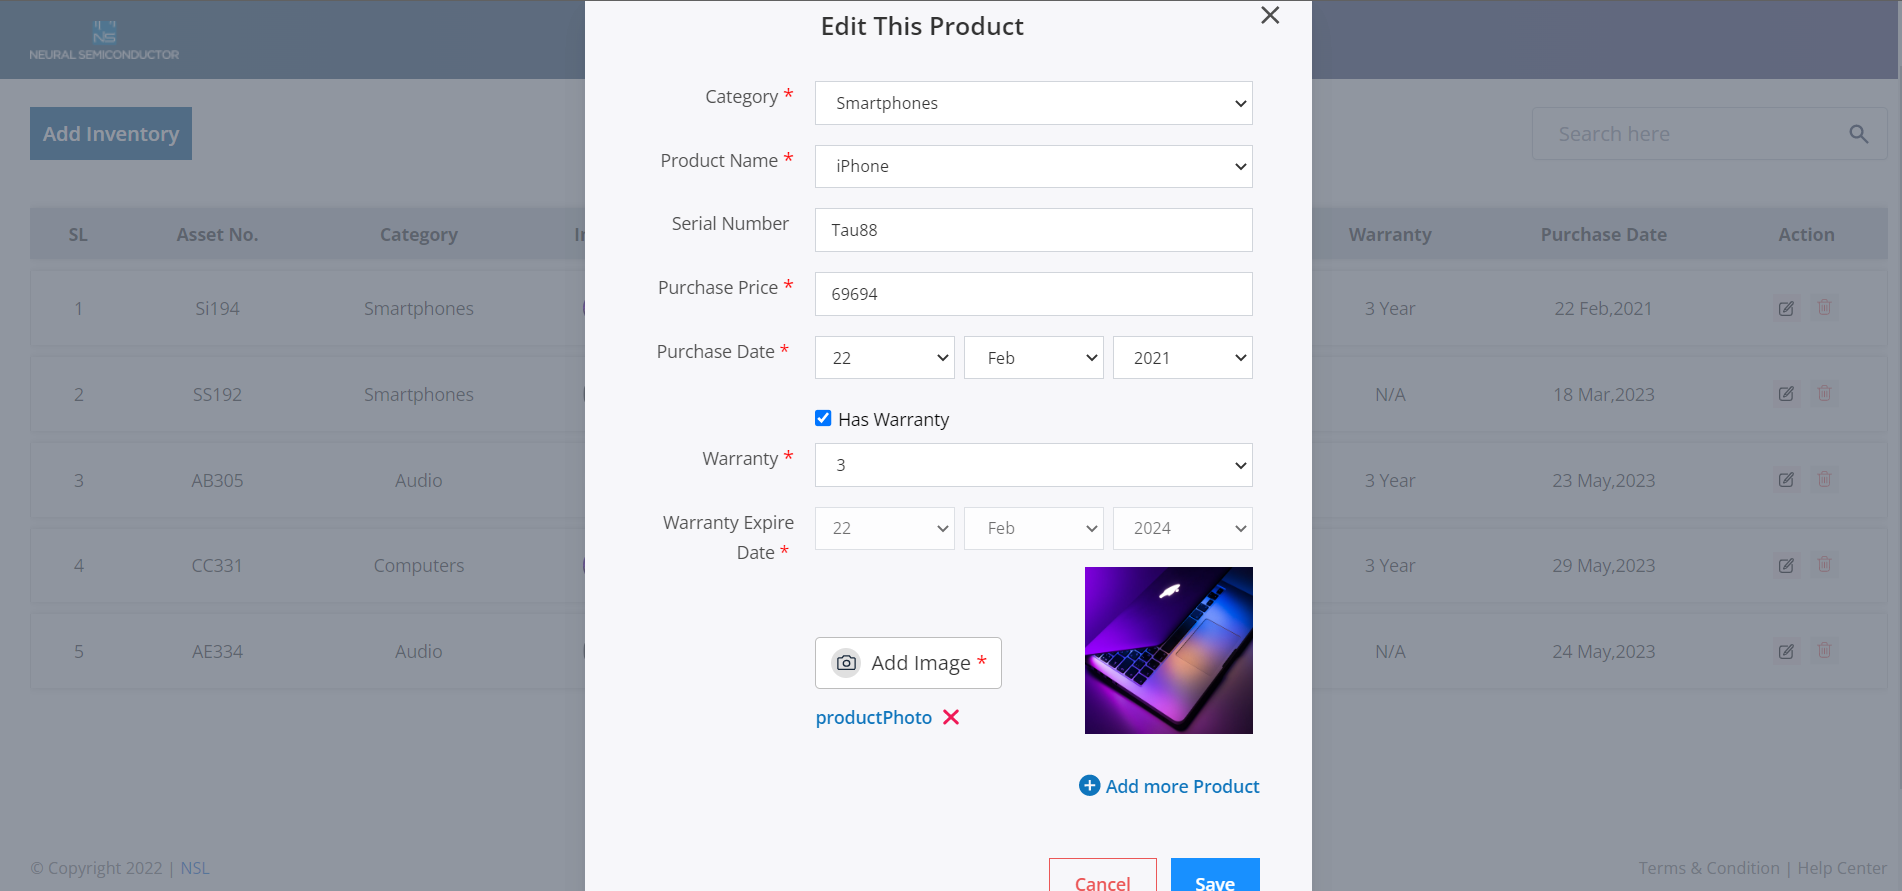 NS
NEURAL SEMICONDUCTOR
Edit This Product
Add Inventory
Search here
Category *
Smartphones
Product Name *
iPhone
Serial Number
Tau88
Purchase Price *
69694
Purchase Date *
22 Feb 2021
Has Warranty
Warranty *
3
Warranty Expire
Date *
22 Feb 2024
Add Image *
productPhoto
Add more Product
Cancel Save
SL Asset No. Category Warranty Purchase Date Action
1 Si194 Smartphones 3 Year 22 Feb,2021
2 SS192 Smartphones N/A 18 Mar,2023
3 AB305 Audio 3 Year 23 May,2023
4 CC331 Computers 3 Year 29 May,2023
5 AE334 Audio N/A 24 May,2023
© Copyright 2022 | NSL
Terms & Condition | Help Center